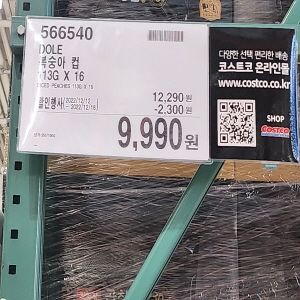 566540
DOLE
복숭아 컵
113G X 16
DICED PEACHES 113G X 16
할인행사
2022/12/12
2022/12/18
12,290원
-2,300원
9,990원
다양한 선택 편리한 배송
코스트코 온라인몰
www.costco.co.kr
SHOP
COSTCO